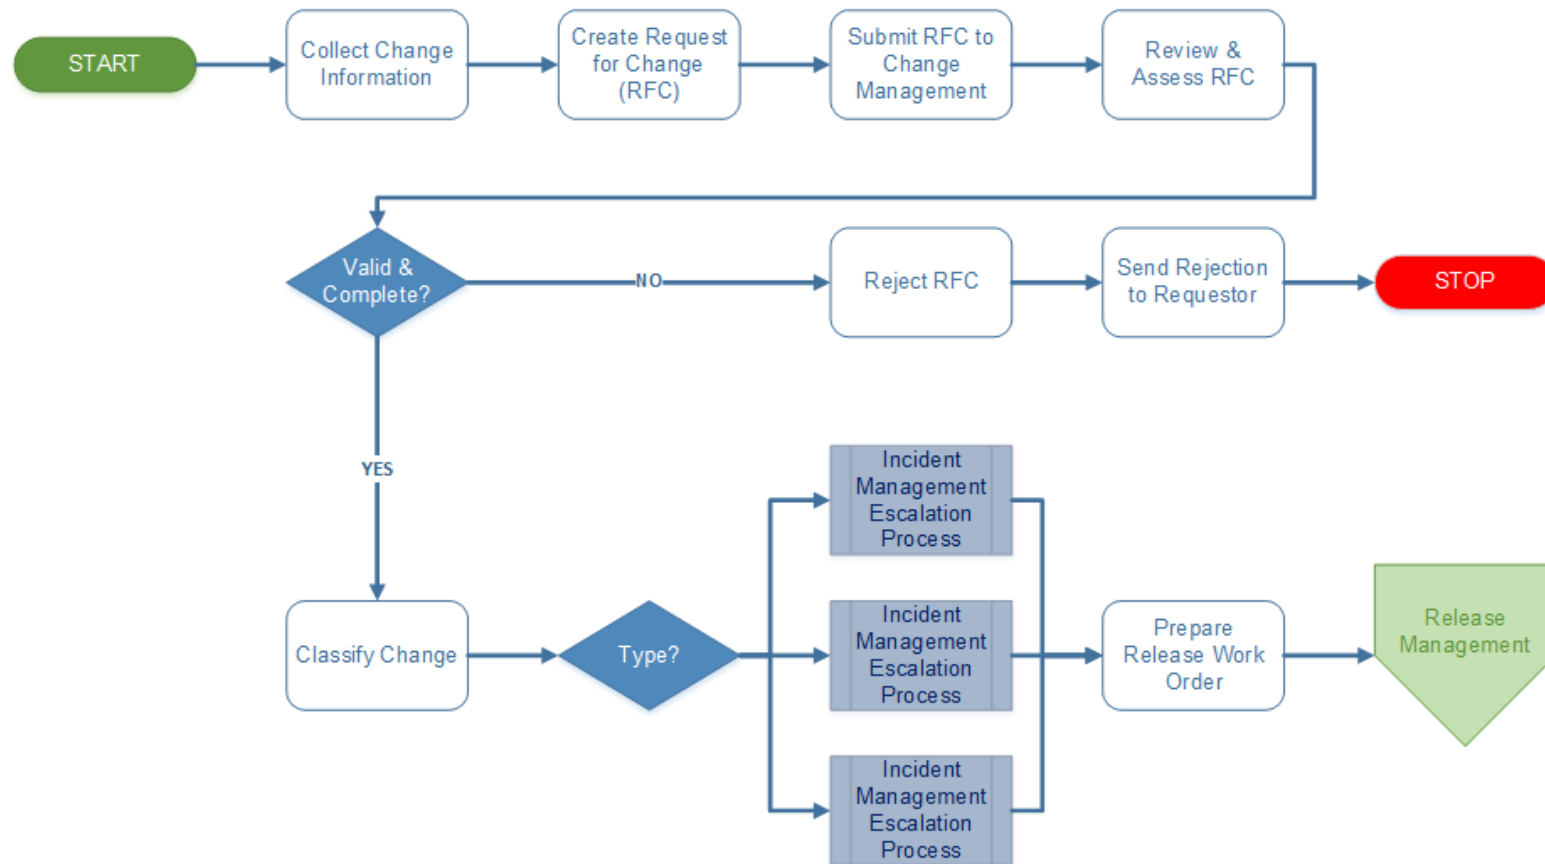 START
Collect Change
Information
Create Request
for Change
(RFC)
Submit RFC to
Change
Management
Review &
Assess RFC
Valid &
Complete?
NO
Reject RFC
Send Rejection
to Requestor
STOP
YES
Classify Change
Type?
Incident
Management
Escalation
Process
Incident
Management
Escalation
Process
Incident
Management
Escalation
Process
Prepare
Release Work
Order
Release
Management